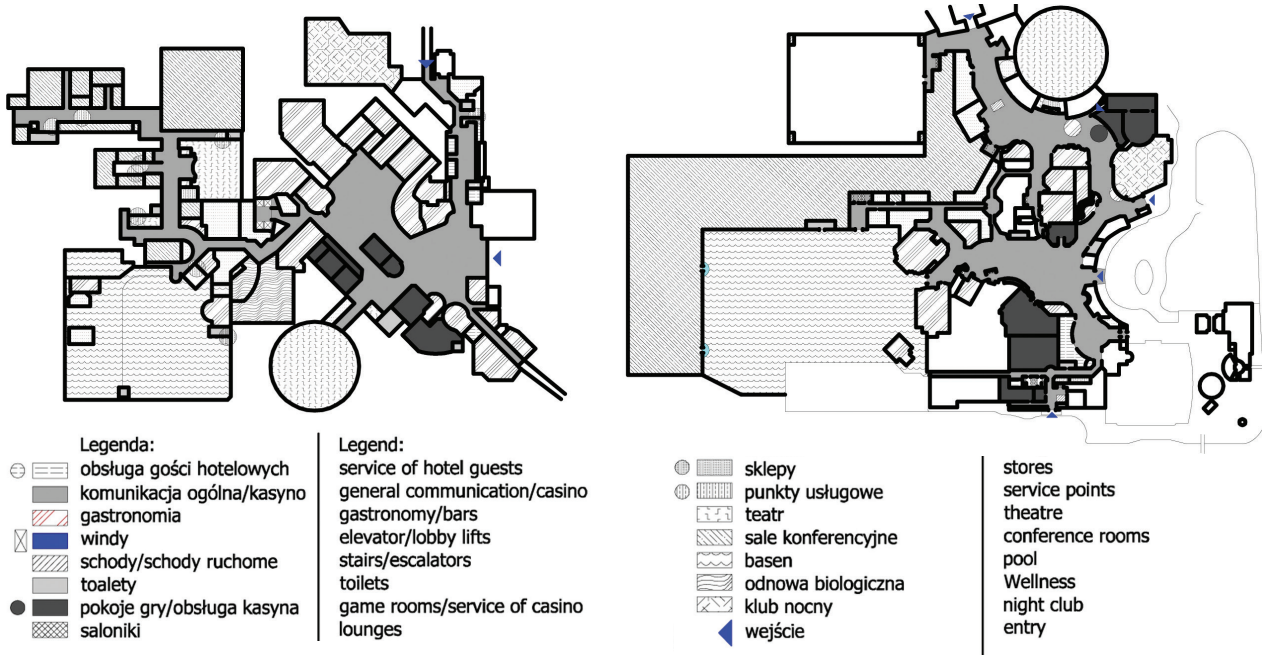 Legenda:
obsługa gości hotelowych
komunikacja ogólna/kasyno
gastronomia
windy
schody/schody ruchome
toalety
pokoje gry/obsługa kasyna
saloniki
Legend:
service of hotel guests
general communication/casino
gastronomy/bars
elevator/lobby lifts
stairs/escalators
toilets
game rooms/service of casino
lounges
sklepy
punkty usługowe
teatr
sale konferencyjne
basen
odnowa biologiczna
klub nocny
wejście
stores
service points
theatre
conference rooms
pool
Wellness
night club
entry